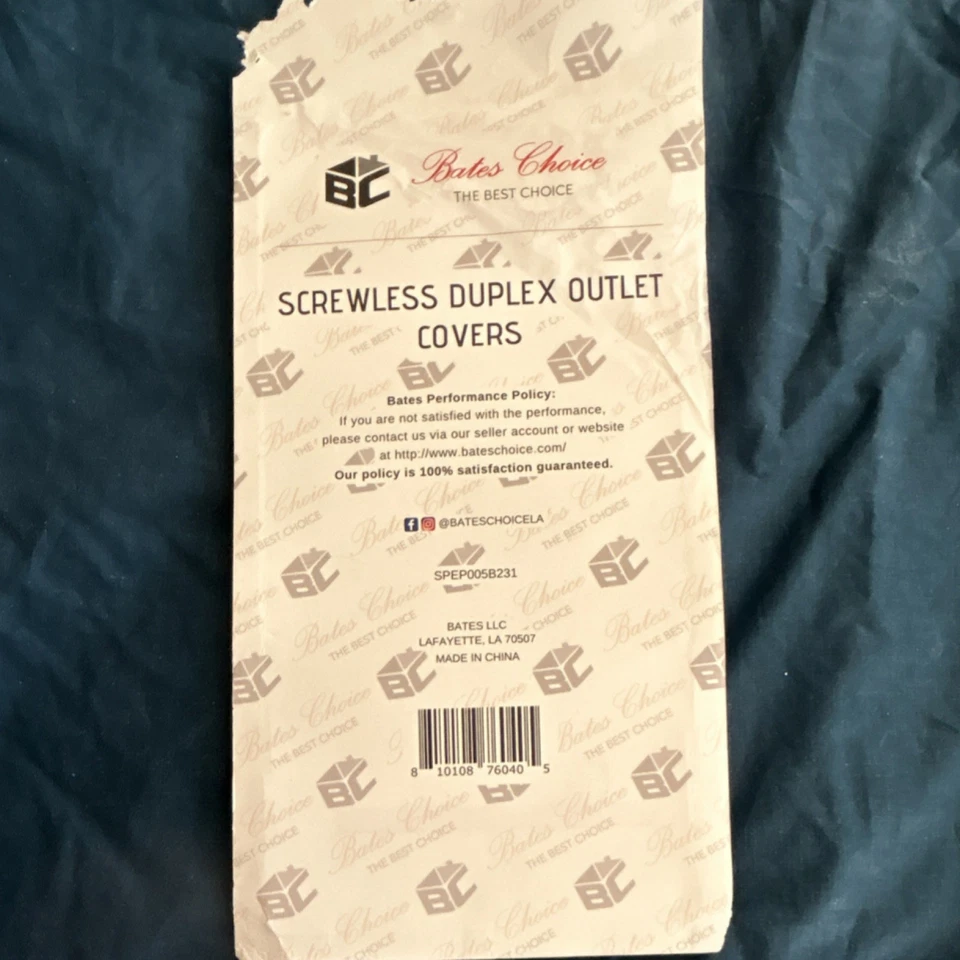 BC Bates Choice
THE BEST CHOICE
SCREWLESS DUPLEX OUTLET
COVERS
Bates Performance Policy:
If you are not satisfied with the performance,
please contact us via our seller account or website
at http://www.bateschoice.com/
Our policy is 100% satisfaction guaranteed.
@BATESCHOICELA
SPEP005B231
BATES LLC
LAFAYETTE, LA 70507
MADE IN CHINA
8 10108 76040 5